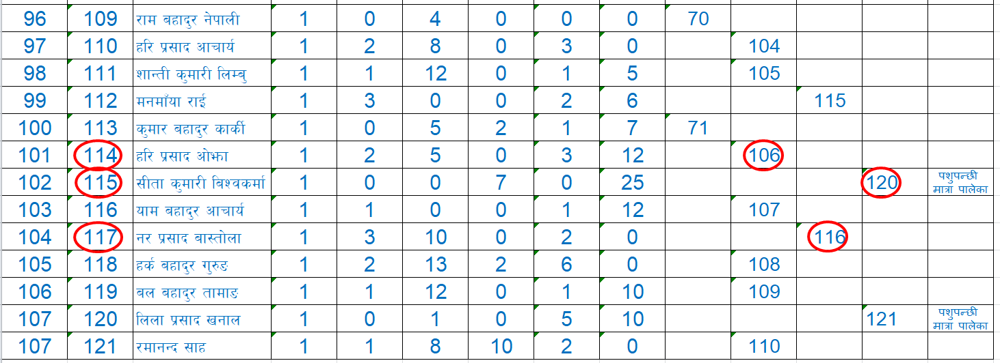 96 109 राम बहादुर नेपाली 1 0 4 0 0 0 70
97 110 हरि प्रसाद आचार्य 1 2 8 0 3 0 104
98 111 शान्ती कुमारी लिम्बु 1 1 12 0 1 5 105
99 112 मनमाँया राई 1 3 0 0 2 6 115
100 113 कुमार बहादुर कार्की 1 0 5 2 1 7 71
101 114 हरि प्रसाद ओझा 1 2 5 0 3 12 106
102 115 सीता कुमारी बिश्वकर्मा 1 0 0 7 0 25 120 पशुपन्छी
मात्रा पालेका
103 116 याम बहादुर आचार्य 1 1 0 0 1 12 107
104 117 नर प्रसाद बास्तोला 1 3 10 0 2 0 116
105 118 हर्क बहादुर गुरुङ 1 2 13 2 6 0 108
106 119 बल बहादुर तामाङ 1 1 12 0 1 10 109
107 120 लिला प्रसाद खनाल 1 0 1 0 5 10 121 पशुपन्छी
मात्रा पालेका
107 121 रमानन्द साह 1 1 8 10 2 0 110